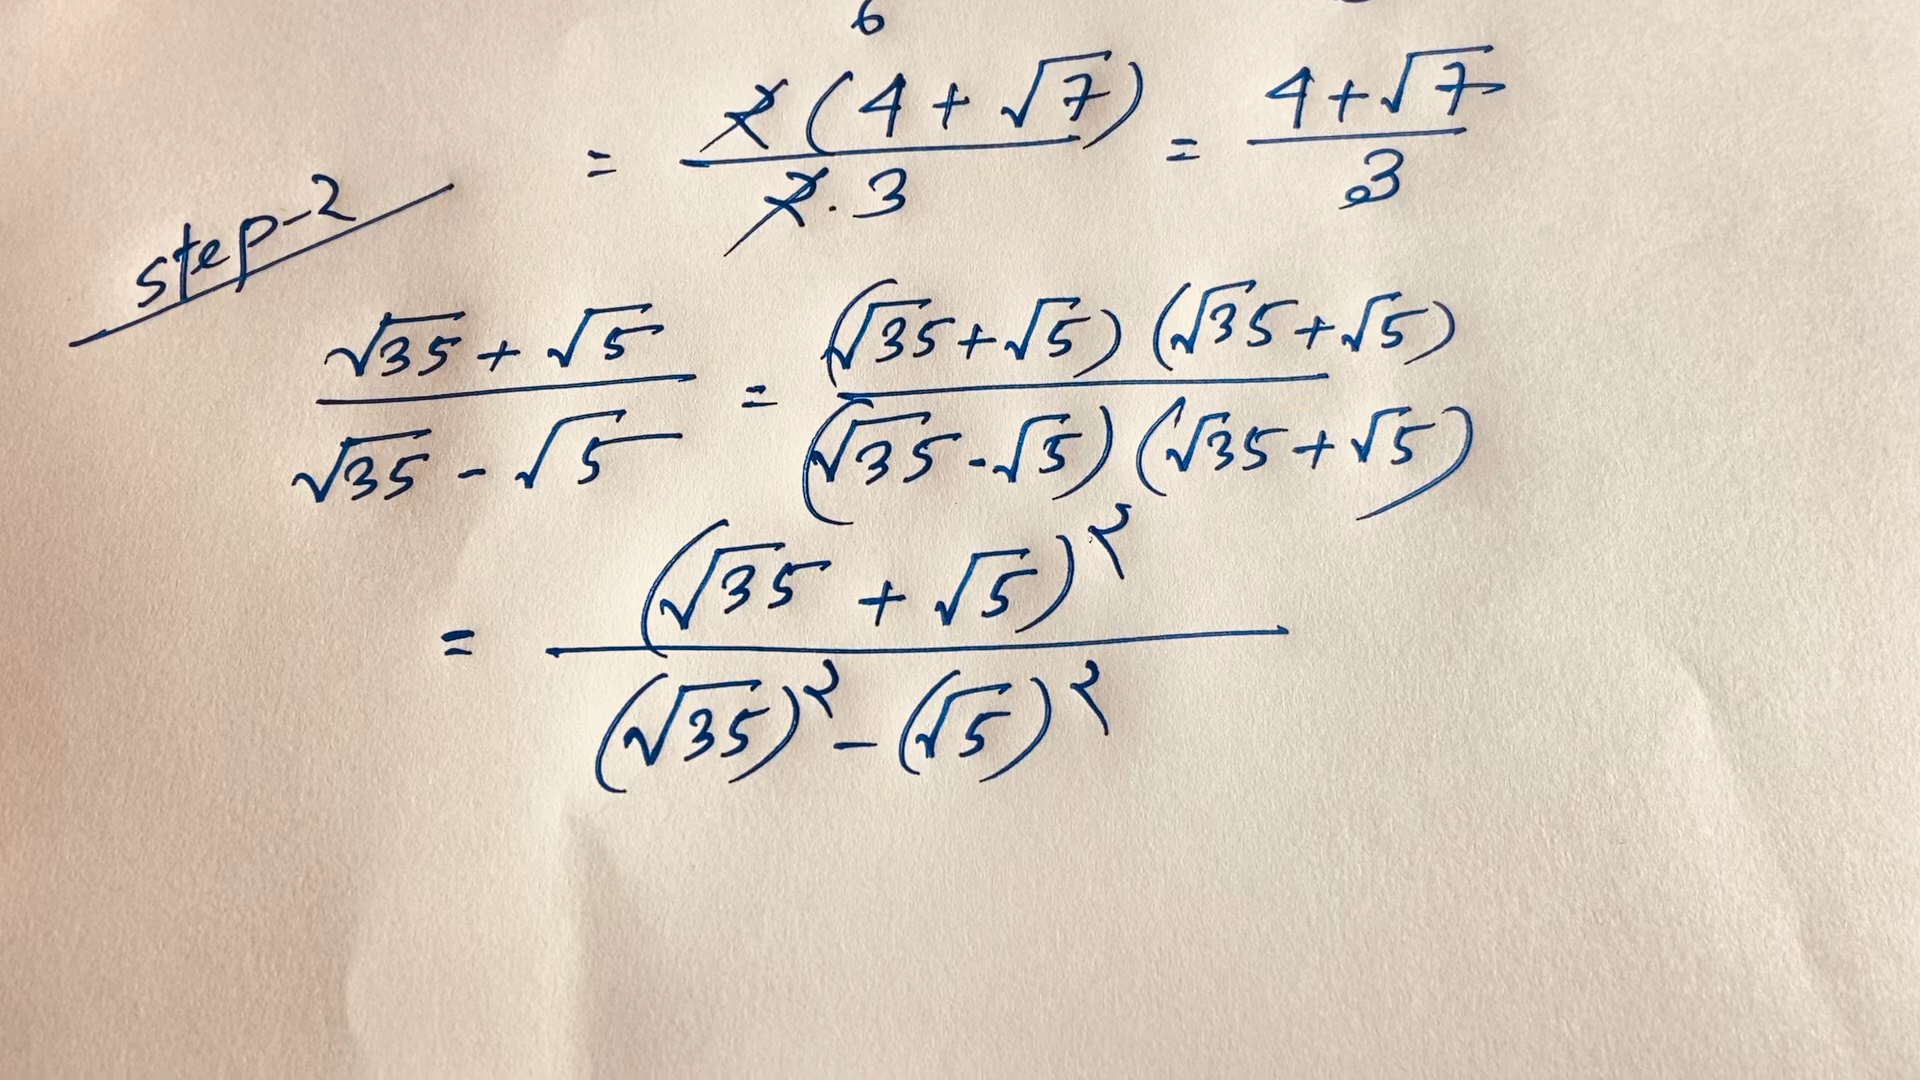 6
= 2(4 + √7) / 2.3 = 4+√7 / 3
step-2
√35 + √5 / √35 - √5 = (√35+√5) (√35+√5) / (√35-√5) (√35+√5)
= (√35 + √5)² / (√35)² - (√5)²